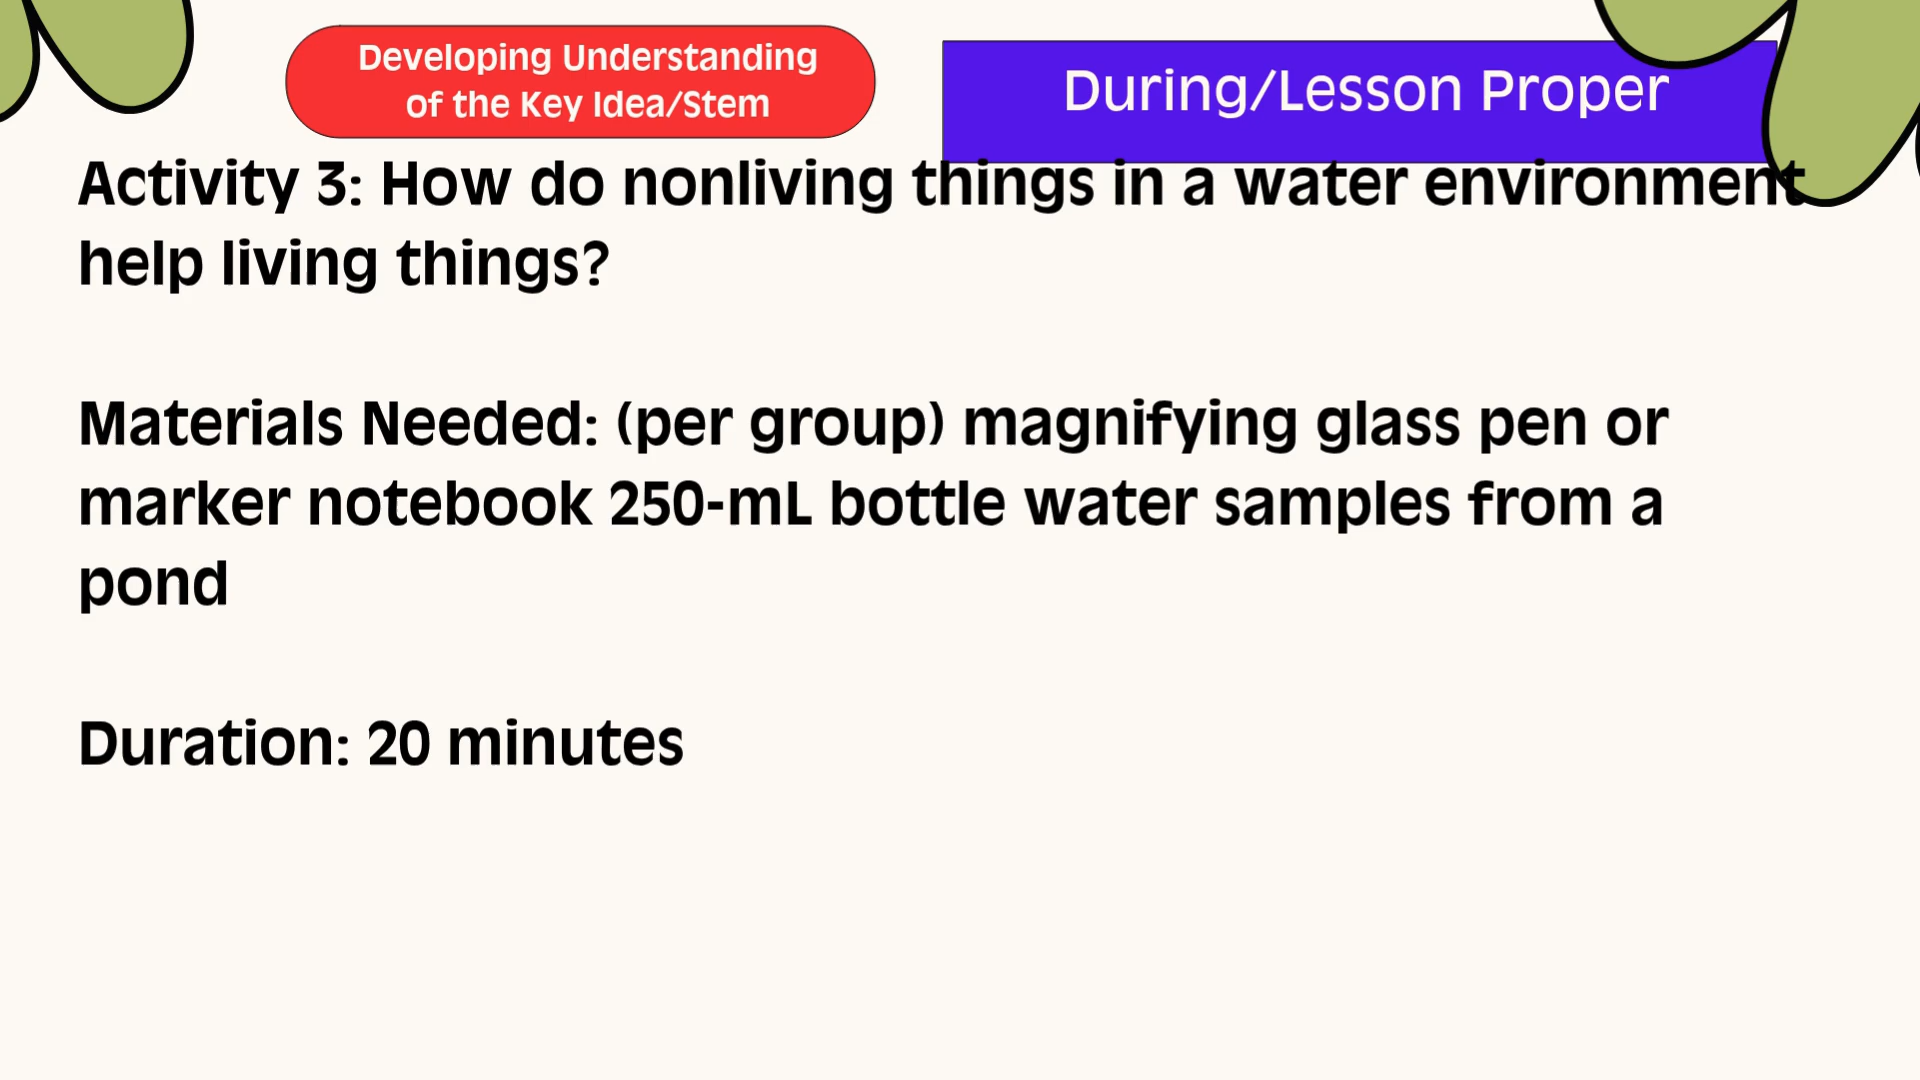 Developing Understanding
of the Key Idea/Stem
During/Lesson Proper
Activity 3: How do nonliving things in a water environment
help living things?
Materials Needed: (per group) magnifying glass pen or
marker notebook 250-mL bottle water samples from a
pond
Duration: 20 minutes